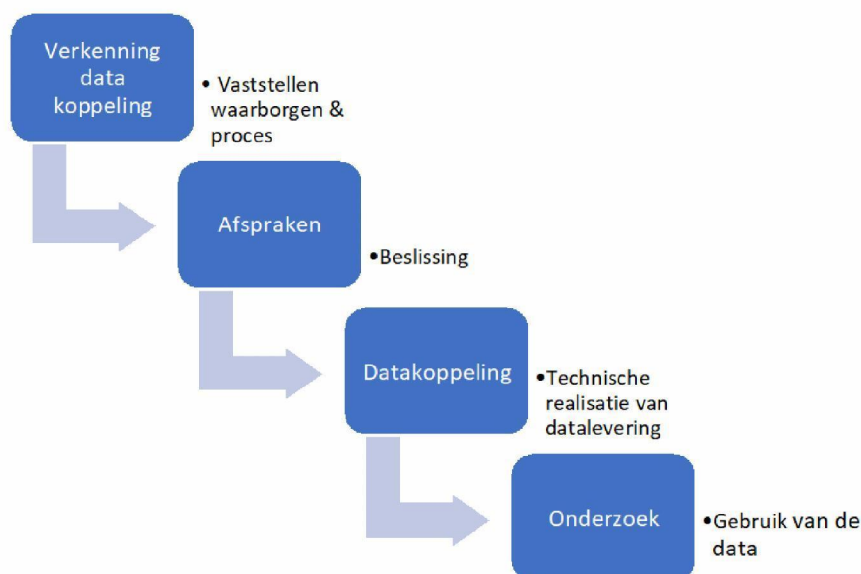 Verkenning
data
koppeling
• Vaststellen
waarborgen &
proces
Afspraken
•Beslissing
Datakoppeling
•Technische
realisatie van
datalevering
Onderzoek
•Gebruik van de
data